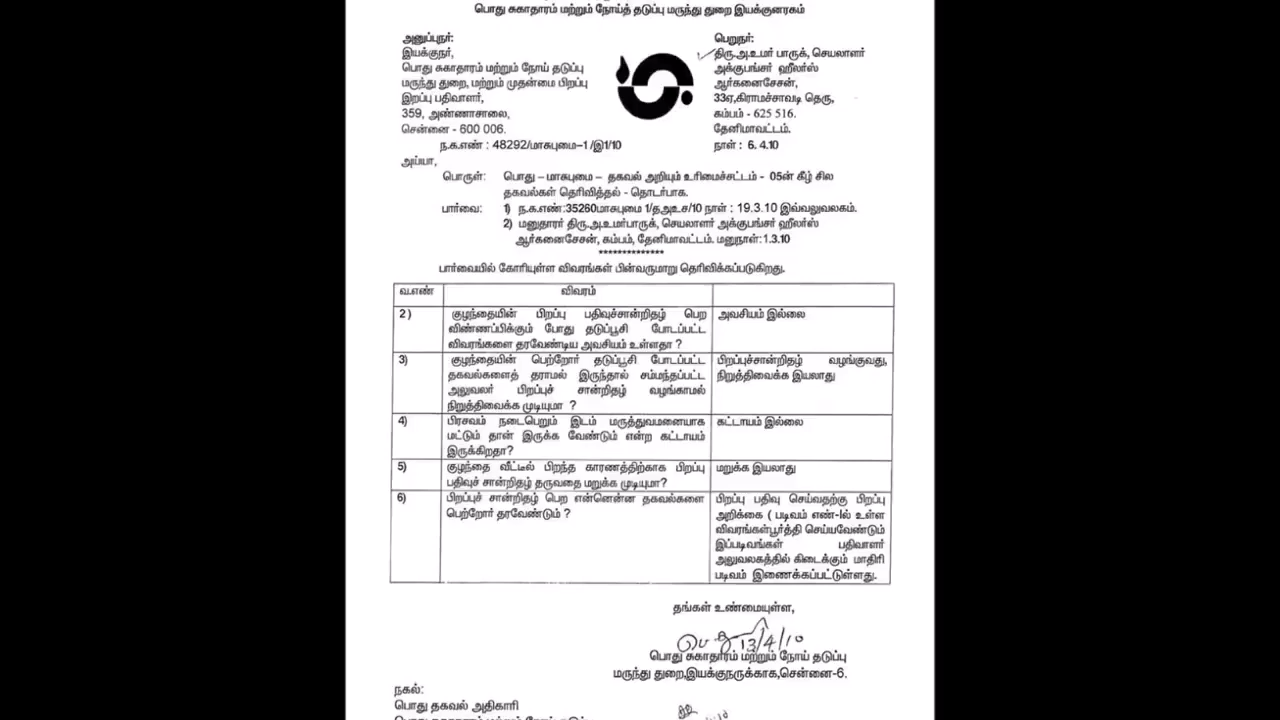 பொது சுகாதாரம் மற்றும் நோய்த் தடுப்பு மருந்து துறை இயக்குனரகம்
அனுப்புநர்:
இயக்குநர்,
பொது சுகாதாரம் மற்றும் நோய் தடுப்பு
மருந்து துறை, மற்றும் முதன்மை பிறப்பு
இறப்பு பதிவாளர்,
359, அண்ணாசாலை,
சென்னை - 600 006.
பெறுநர்:
திரு.அ.உமர் பாரூக், செயலாளர்
அக்குபங்சர் ஹீலர்ஸ்
ஆர்கனைசேசன்,
33ஏ,கிராமச்சாவடி தெரு,
கம்பம் - 625 516.
தேனிமாவட்டம்.
ந.க.எண் : 48292/மாசுபுமை-1 /இ1/10
நாள் : 6. 4.10
அய்யா,
பொருள்: பொது – மாசுபுமை – தகவல் அறியும் உரிமைச்சட்டம் - 05ன் கீழ் சில
தகவல்கள் தெரிவித்தல் - தொடர்பாக.
பார்வை: 1) ந.க.எண்:35260மாசுபுமை 1/தஅஉச/10 நாள் : 19.3.10 இவ்வலுவலகம்.
2) மனுதாரர் திரு.அ.உமர்பாரூக், செயலாளர் அக்குபங்சர் ஹீலர்ஸ்
ஆர்கனைசேசன், கம்பம், தேனிமாவட்டம். மனுநாள்:1.3.10
**************
பார்வையில் கோரியுள்ள விவரங்கள் பின்வருமாறு தெரிவிக்கப்படுகிறது.
வ.எண் விவரம்
2 ) குழந்தையின் பிறப்பு பதிவுச்சான்றிதழ் பெற அவசியம் இல்லை
விண்ணப்பிக்கும் போது தடுப்பூசி போடப்பட்ட
விவரங்களை தரவேண்டிய அவசியம் உள்ளதா ?
3) குழந்தையின் பெற்றோர் தடுப்பூசி போடப்பட்ட பிறப்புச்சான்றிதழ் வழங்குவது,
தகவல்களைத் தராமல் இருந்தால் சம்மந்தப்பட்ட நிறுத்திவைக்க இயலாது
அலுவலர் பிறப்புச் சான்றிதழ் வழங்காமல்
நிறுத்திவைக்க முடியுமா ?
4) பிரசவம் நடைபெறும் இடம் மருத்துவமனையாக கட்டாயம் இல்லை
மட்டும் தான் இருக்க வேண்டும் என்ற கட்டாயம்
இருக்கிறதா?
5) குழந்தை வீட்டில் பிறந்த காரணத்திற்காக பிறப்பு மறுக்க இயலாது
பதிவுச் சான்றிதழ் தருவதை மறுக்க முடியுமா?
6) பிறப்புச் சான்றிதழ் பெற என்னென்ன தகவல்களை பிறப்பு பதிவு செய்வதற்கு பிறப்பு
பெற்றோர் தரவேண்டும் ? அறிக்கை ( படிவம் எண்-Iல் உள்ள
விவரங்கள்பூர்த்தி செய்யவேண்டும்
இப்படிவங்கள் பதிவாளர்
அலுவலகத்தில் கிடைக்கும் மாதிரி
படிவம் இணைக்கப்பட்டுள்ளது.
தங்கள் உண்மையுள்ள,
13/4/10
பொது சுகாதாரம் மற்றும் நோய் தடுப்பு
மருந்து துறை,இயக்குநருக்காக,சென்னை-6.
நகல்:
பொது தகவல் அதிகாரி